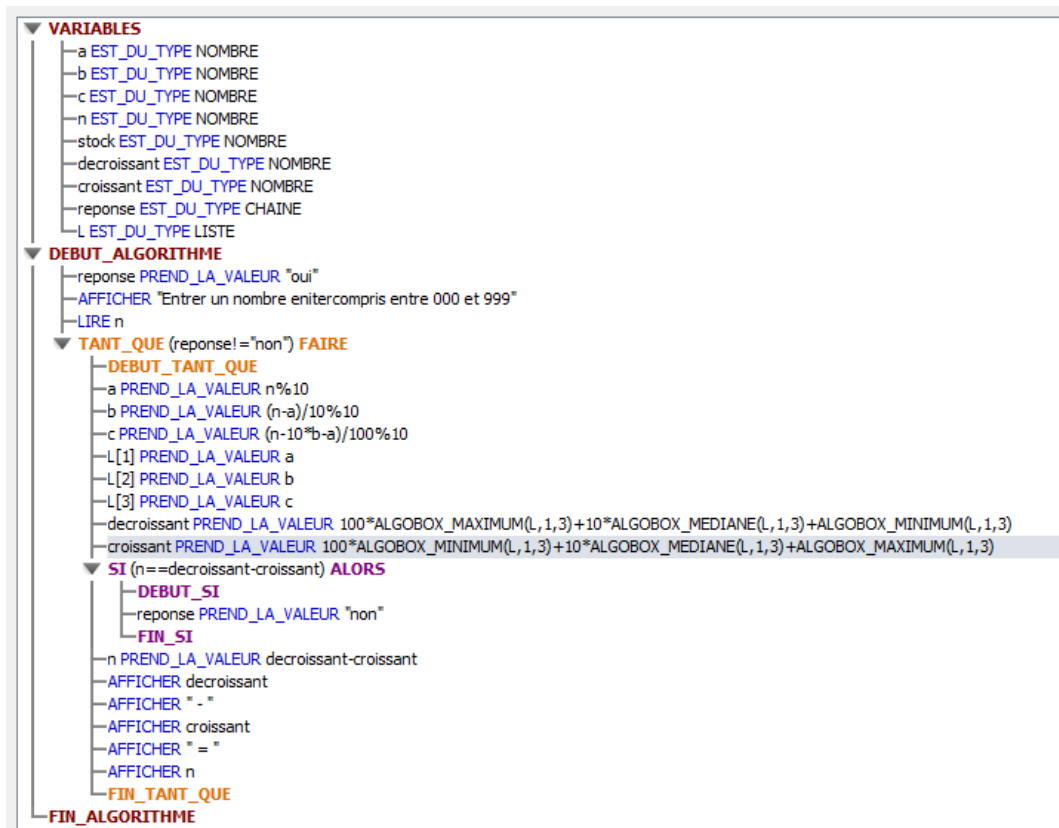 VARIABLES
a EST_DU_TYPE NOMBRE
b EST_DU_TYPE NOMBRE
c EST_DU_TYPE NOMBRE
n EST_DU_TYPE NOMBRE
stock EST_DU_TYPE NOMBRE
decroissant EST_DU_TYPE NOMBRE
croissant EST_DU_TYPE NOMBRE
reponse EST_DU_TYPE CHAINE
L EST_DU_TYPE LISTE
DEBUT_ALGORITHME
reponse PREND_LA_VALEUR "oui"
AFFICHER "Entrer un nombre enitercompris entre 000 et 999"
LIRE n
TANT_QUE (reponse!="non") FAIRE
DEBUT_TANT_QUE
a PREND_LA_VALEUR n%10
b PREND_LA_VALEUR (n-a)/10%10
c PREND_LA_VALEUR (n-10*b-a)/100%10
L[1] PREND_LA_VALEUR a
L[2] PREND_LA_VALEUR b
L[3] PREND_LA_VALEUR c
decroissant PREND_LA_VALEUR 100*ALGOBOX_MAXIMUM(L,1,3)+10*ALGOBOX_MEDIANE(L,1,3)+ALGOBOX_MINIMUM(L,1,3)
croissant PREND_LA_VALEUR 100*ALGOBOX_MINIMUM(L,1,3)+10*ALGOBOX_MEDIANE(L,1,3)+ALGOBOX_MAXIMUM(L,1,3)
SI (n==decroissant-croissant) ALORS
DEBUT_SI
reponse PREND_LA_VALEUR "non"
FIN_SI
n PREND_LA_VALEUR decroissant-croissant
AFFICHER decroissant
AFFICHER " - "
AFFICHER croissant
AFFICHER " = "
AFFICHER n
FIN_TANT_QUE
FIN_ALGORITHME